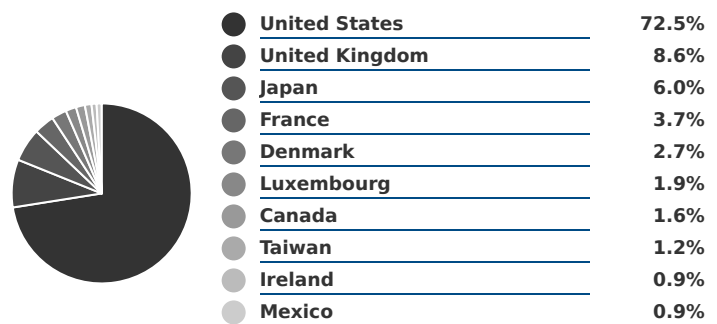 United States 72.5%
United Kingdom 8.6%
Japan 6.0%
France 3.7%
Denmark 2.7%
Luxembourg 1.9%
Canada 1.6%
Taiwan 1.2%
Ireland 0.9%
Mexico 0.9%